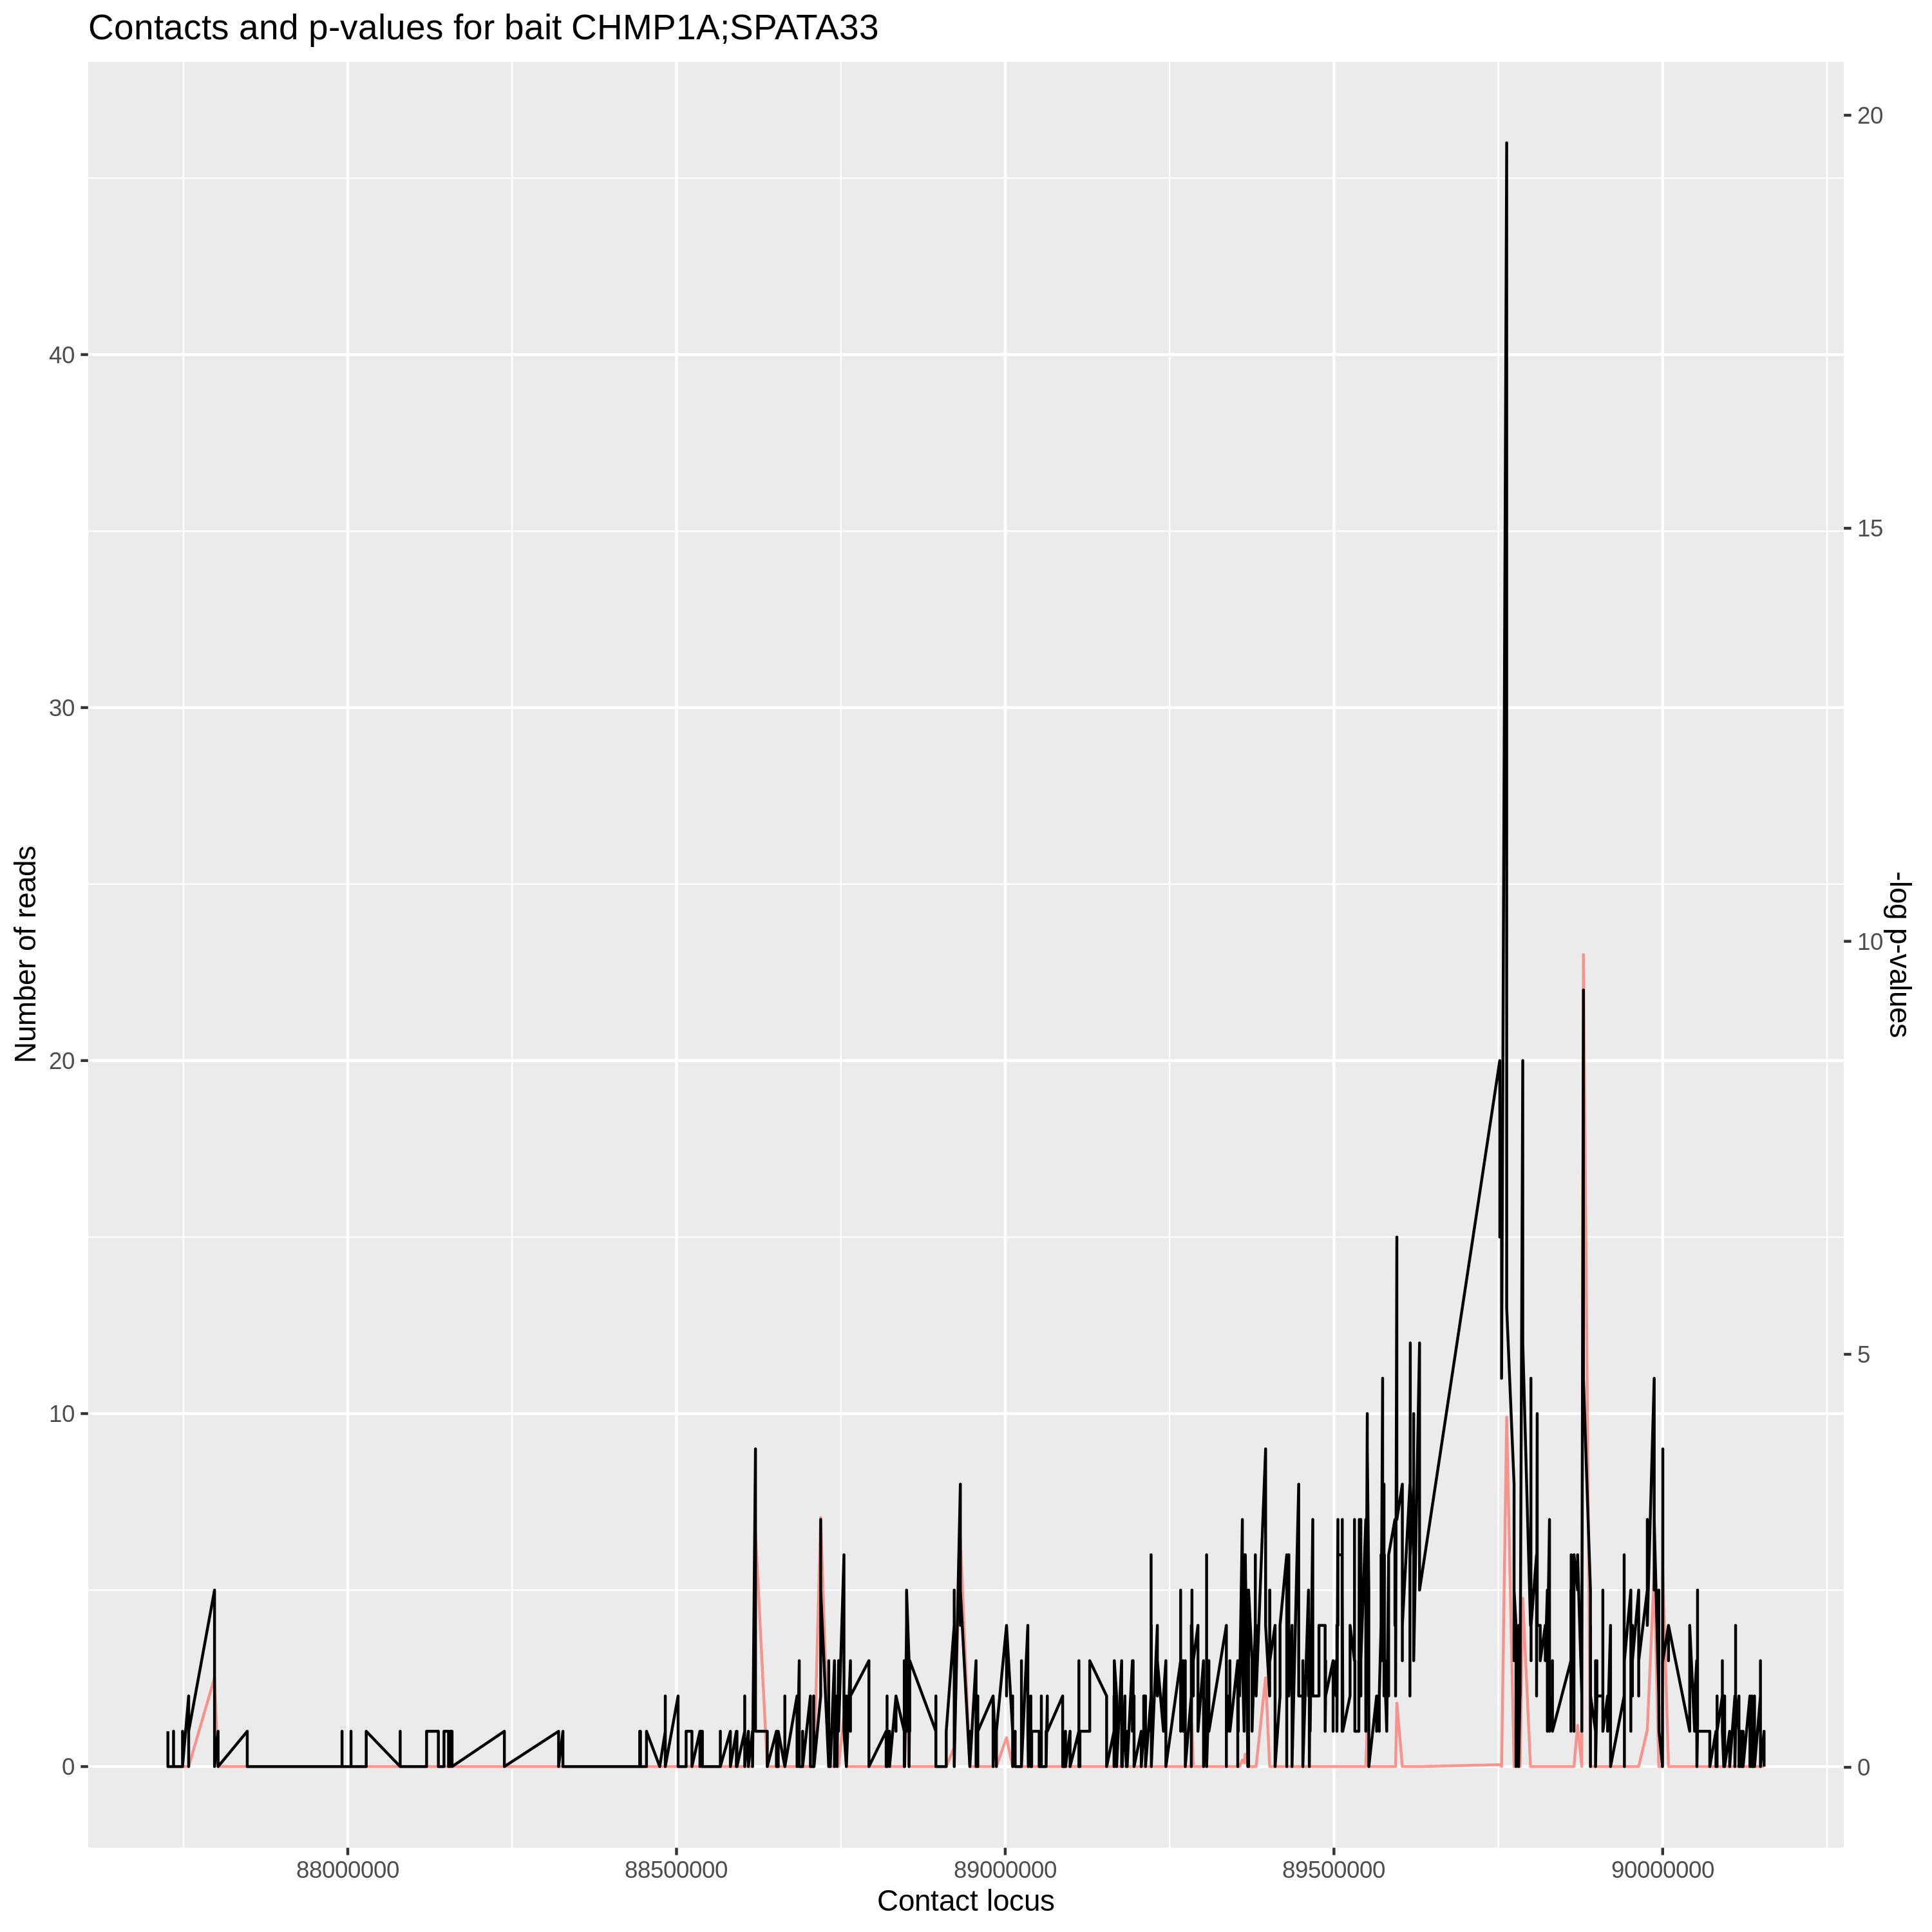 Contacts and p-values for bait CHMP1A;SPATA33
20
40
15
30
Number of reads
-log p-values
10
20
5
10
0
0
88000000 88500000 89000000 89500000 90000000
Contact locus